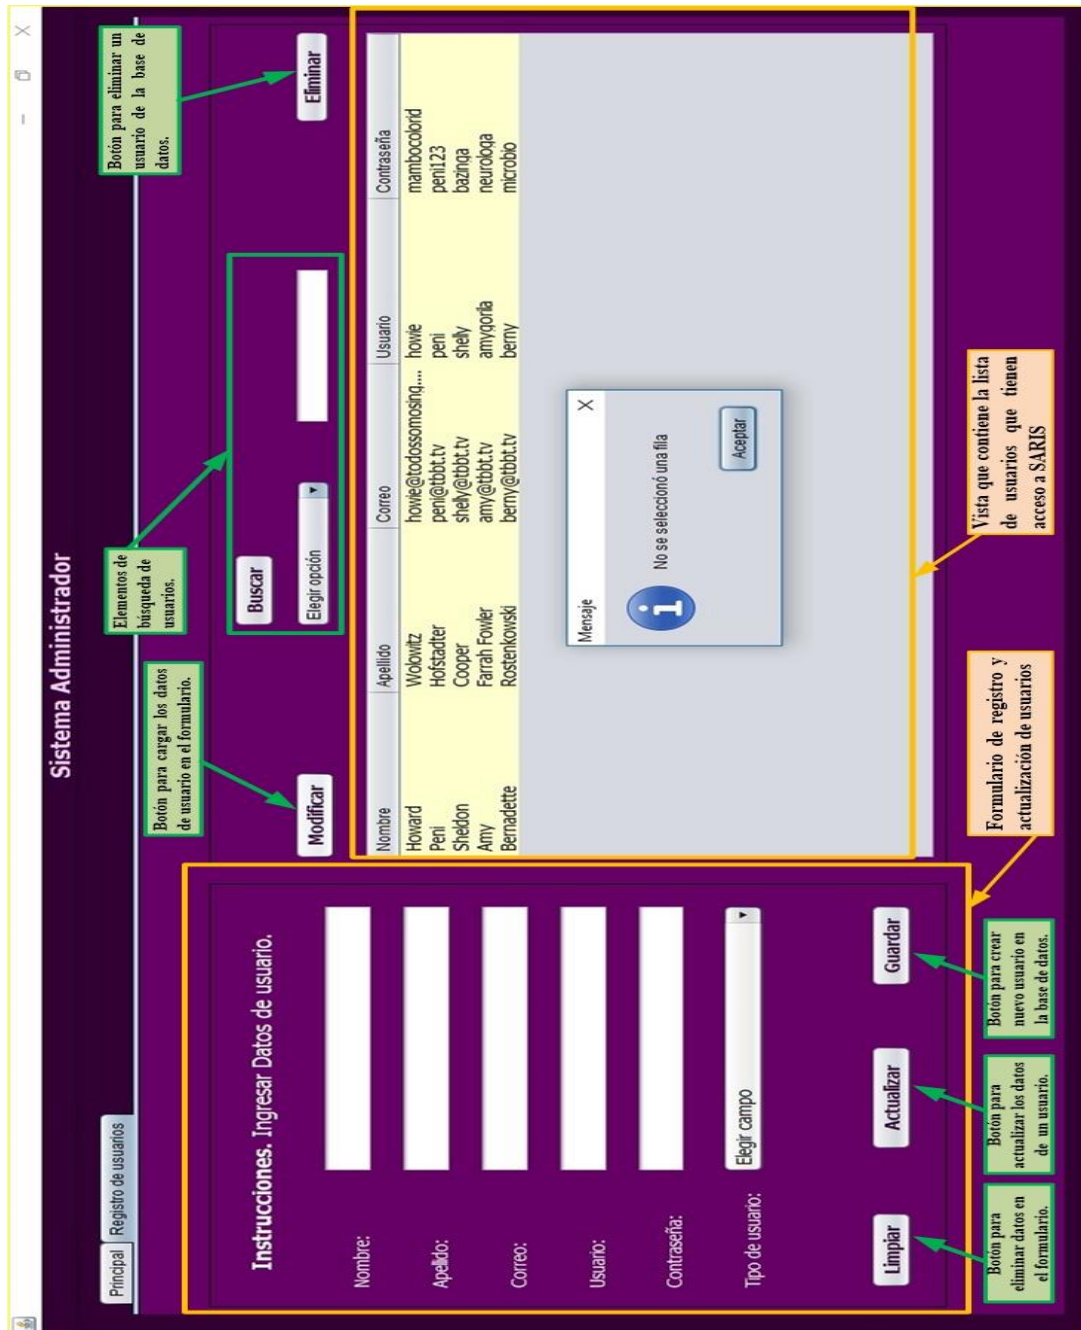 Sistema Administrador
Principal
Registro de usuarios
Botón para cargar los datos
de usuario en el formulario.
Elementos de
búsqueda de
usuarios.
Botón para eliminar un
usuario de la base de
datos.
Instrucciones. Ingresar Datos de usuario.
Nombre:
Apellido:
Correo:
Usuario:
Contraseña:
Tipo de usuario:
Elegir campo
Limpiar
Actualizar
Guardar
Modificar
Buscar
Elegir opción
Eliminar
Nombre Apellido Correo Usuario Contraseña
Howard Wolowitz howie@todossomosing.... howie mambocolorid
Peni Hofstadter peni@tbbt.tv peni peni123
Sheldon Cooper shelly@tbbt.tv shelly bazinga
Amy Farrah Fowler amy@tbbt.tv amygorila neurologa
Bernadette Rostenkowski berny@tbbt.tv berny microbio
Mensaje
No se seleccionó una fila
Aceptar
Botón para
eliminar datos en
el formulario.
Botón para
actualizar los datos
de un usuario.
Botón para crear
nuevo usuario en
la base de datos.
Formulario de registro y
actualización de usuarios
Vista que contiene la lista
de usuarios que tienen
acceso a SARIS